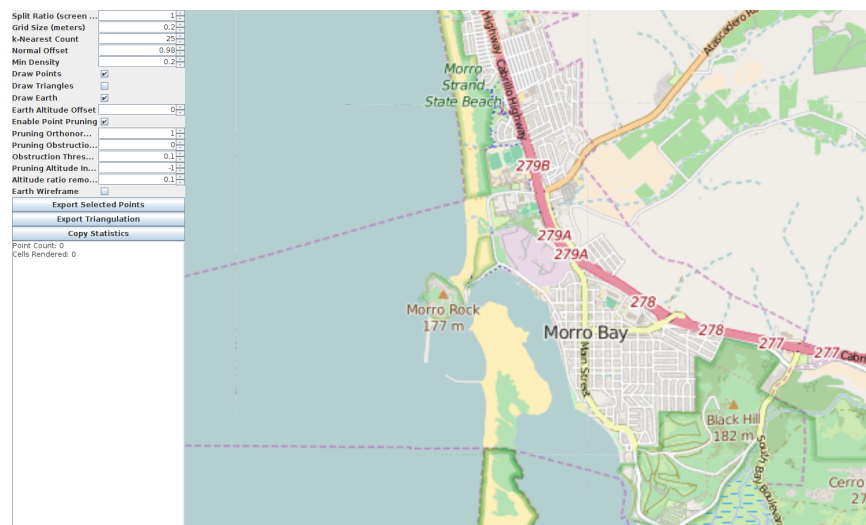 Split Ratio (screen ... 1
Grid Size (meters) 0.2
k-Nearest Count 25
Normal Offset 0.98
Min Density 0.2
Draw Points
Draw Triangles
Draw Earth
Earth Altitude Offset 0
Enable Point Pruning
Pruning Orthonor... 1
Pruning Obstructio... 0
Obstruction Thres... 0.1
Pruning Altitude In... -1
Altitude ratio remo... 0.1
Earth Wireframe
Export Selected Points
Export Triangulation
Copy Statistics
Point Count: 0
Cells Rendered: 0
Highway
Cabrillo Highway
Atascadero
Morro
Strand
State Beach
279B
279A
279A
Morro Rock
177 m
278
Morro Bay
278
277
277
Main Street
Black Hill
182 m
South Bay Boulevard
Cerro